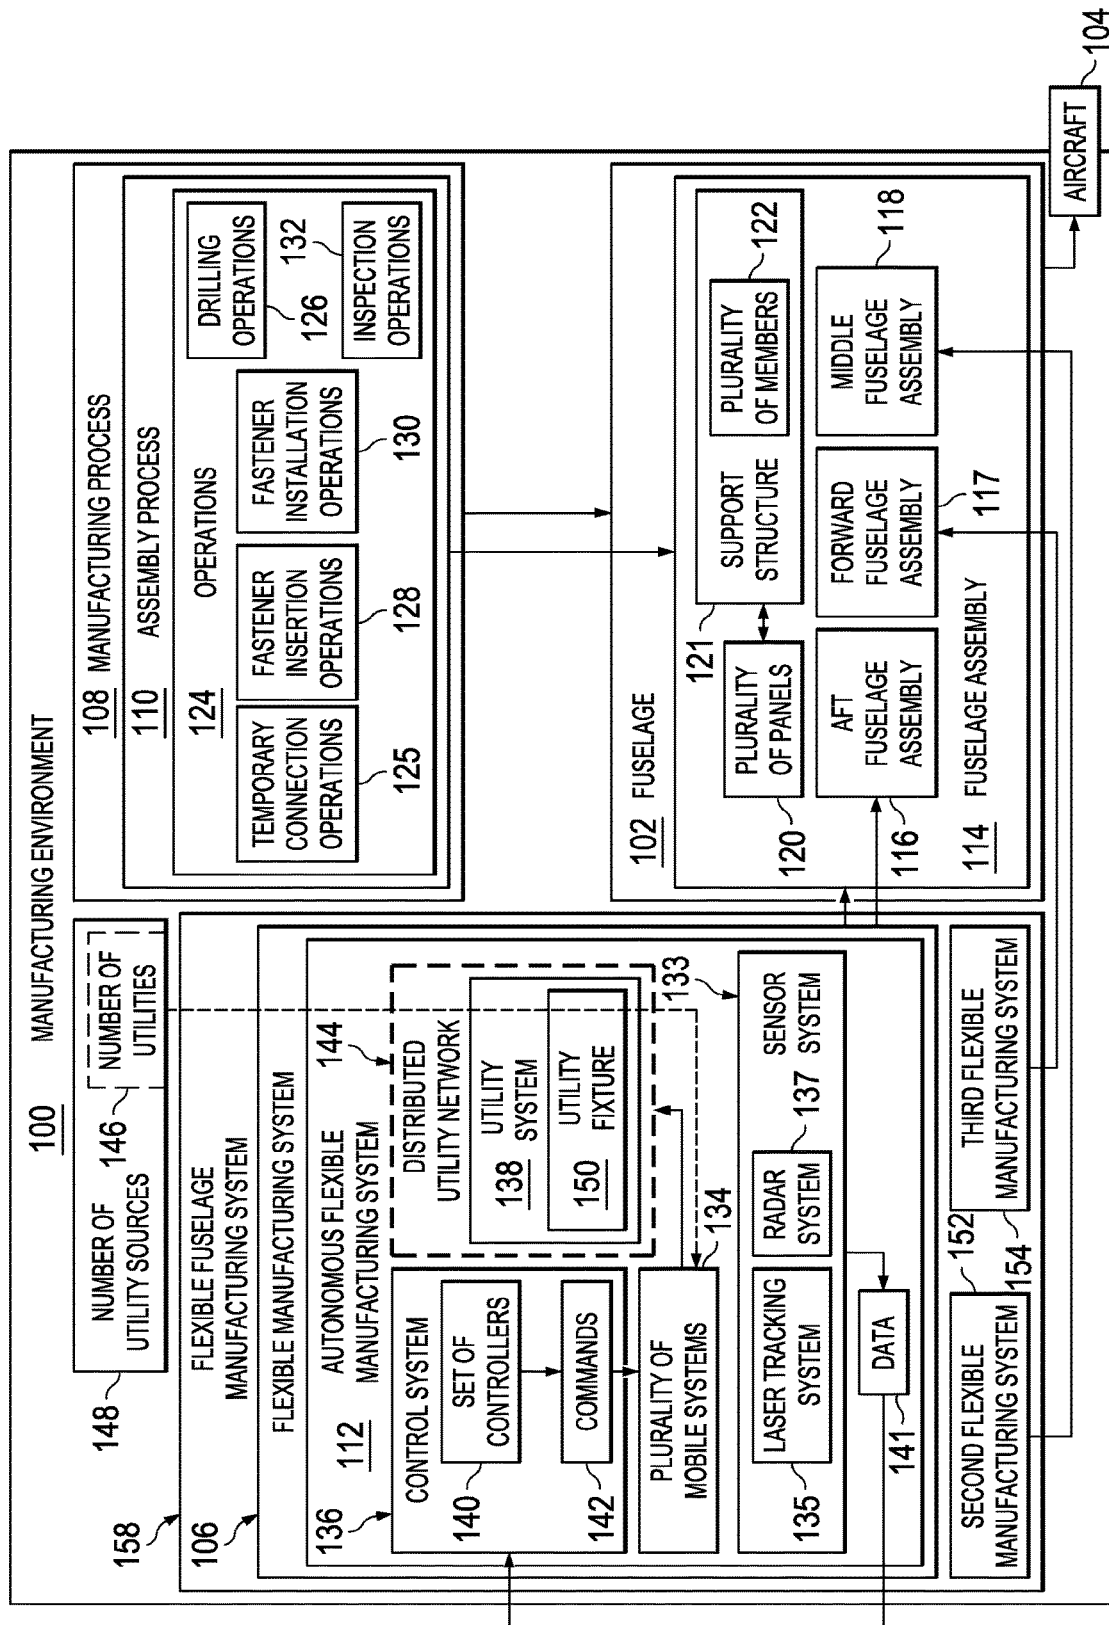 MANUFACTURING ENVIRONMENT
100
NUMBER OF
UTILITY SOURCES
148
NUMBER OF
UTILITIES
146
108 MANUFACTURING PROCESS
110 ASSEMBLY PROCESS
124
OPERATIONS
TEMPORARY
CONNECTION
OPERATIONS
125
FASTENER
INSERTION
OPERATIONS
128
FASTENER
INSTALLATION
OPERATIONS
130
DRILLING
OPERATIONS
126
INSPECTION
OPERATIONS
132
158
FLEXIBLE FUSELAGE
MANUFACTURING SYSTEM
106
FLEXIBLE MANUFACTURING SYSTEM
AUTONOMOUS FLEXIBLE
MANUFACTURING SYSTEM
112
136
CONTROL SYSTEM
SET OF
CONTROLLERS
140
COMMANDS
142
144
DISTRIBUTED
UTILITY NETWORK
UTILITY
SYSTEM
138
UTILITY
FIXTURE
150
PLURALITY OF
MOBILE SYSTEMS
134
133
SENSOR
SYSTEM
LASER TRACKING
SYSTEM
135
RADAR
SYSTEM
137
DATA
141
SECOND FLEXIBLE
MANUFACTURING SYSTEM
152
THIRD FLEXIBLE
MANUFACTURING SYSTEM
154
102 FUSELAGE
121
SUPPORT
STRUCTURE
PLURALITY
OF MEMBERS
122
PLURALITY
OF PANELS
120
AFT
FUSELAGE
ASSEMBLY
116
FORWARD
FUSELAGE
ASSEMBLY
117
MIDDLE
FUSELAGE
ASSEMBLY
118
114 FUSELAGE ASSEMBLY
AIRCRAFT
104